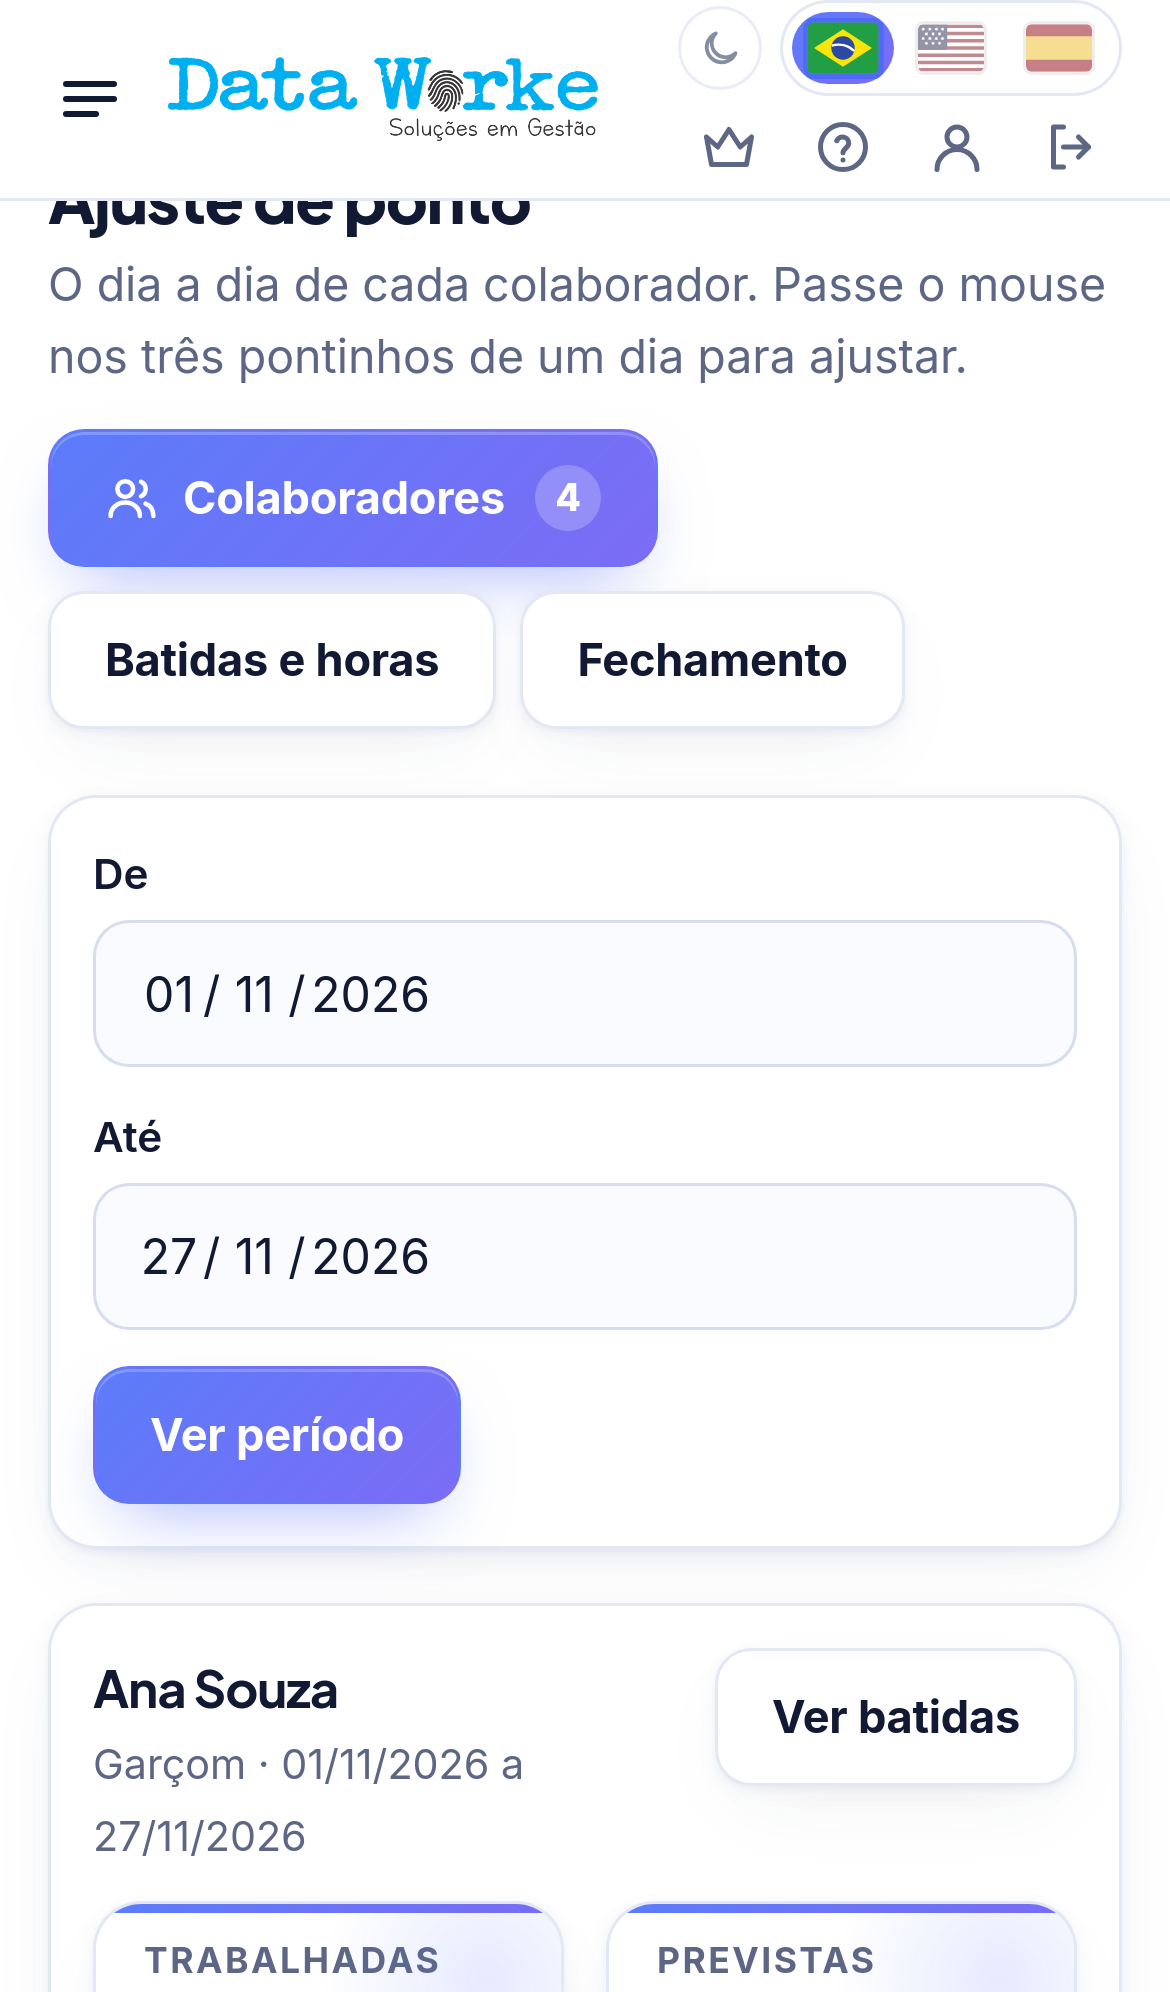 Data Worke
Soluções em Gestão
Ajuste de ponto
O dia a dia de cada colaborador. Passe o mouse
nos três pontinhos de um dia para ajustar.
Colaboradores 4
Batidas e horas Fechamento
De
01/11/2026
Até
27/11/2026
Ver período
Ana Souza
Ver batidas
Garçom · 01/11/2026 a
27/11/2026
TRABALHADAS PREVISTAS